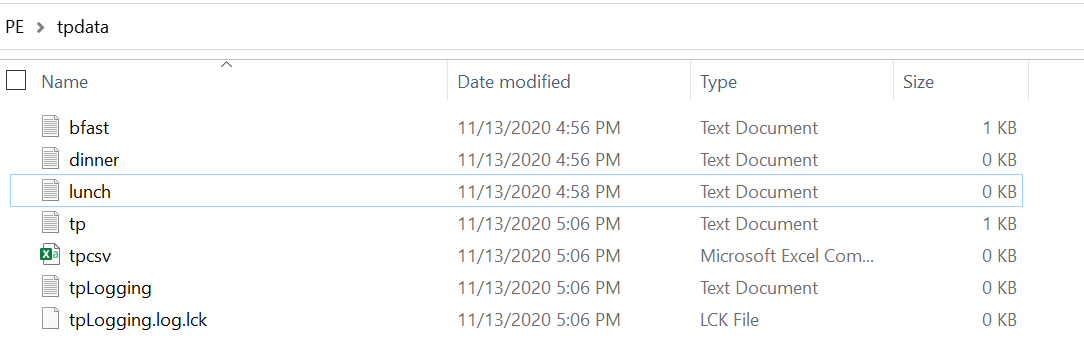 PE > tpdata
Name Date modified Type Size
bfast 11/13/2020 4:56 PM Text Document 1 KB
dinner 11/13/2020 4:56 PM Text Document 0 KB
lunch 11/13/2020 4:58 PM Text Document 0 KB
tp 11/13/2020 5:06 PM Text Document 1 KB
tpcsv 11/13/2020 5:06 PM Microsoft Excel Com... 0 KB
tpLogging 11/13/2020 5:06 PM Text Document 0 KB
tpLogging.log.lck 11/13/2020 5:06 PM LCK File 0 KB